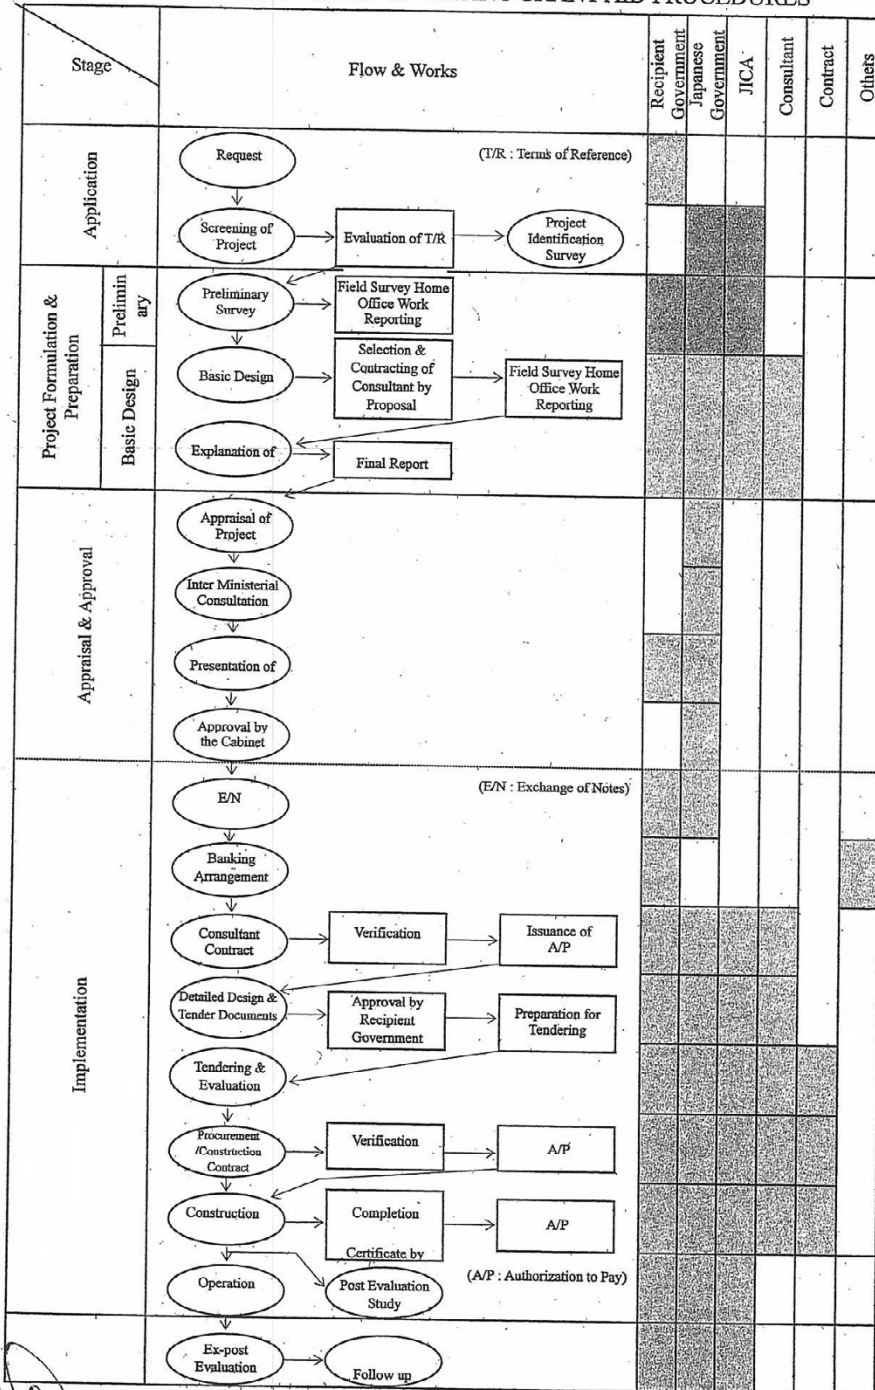 GRANT AID PROCEDURES
Stage
Flow & Works
Recipient
Government
Japanese
Government
JICA
Consultant
Contract
Others
Application
Request
(T/R : Terms of Reference)
Screening of
Project
Evaluation of T/R
Project
Identification
Survey
Project Formulation &
Preparation
Prelimin
ary
Preliminary
Survey
Field Survey Home
Office Work
Reporting
Basic Design
Basic Design
Selection &
Contracting of
Consultant by
Proposal
Field Survey Home
Office Work
Reporting
Explanation of
Final Report
Appraisal & Approval
Appraisal of
Project
Inter Ministerial
Consultation
Presentation of
Approval by
the Cabinet
Implementation
E/N
(E/N : Exchange of Notes)
Banking
Arrangement
Consultant
Contract
Verification
Issuance of
A/P
Detailed Design &
Tender Documents
Approval by
Recipient
Government
Preparation for
Tendering
Tendering &
Evaluation
Procurement
/Construction
Contract
Verification
A/P
Construction
Completion
Certificate by
A/P
Operation
Post Evaluation
Study
(A/P : Authorization to Pay)
Ex-post
Evaluation
Follow up